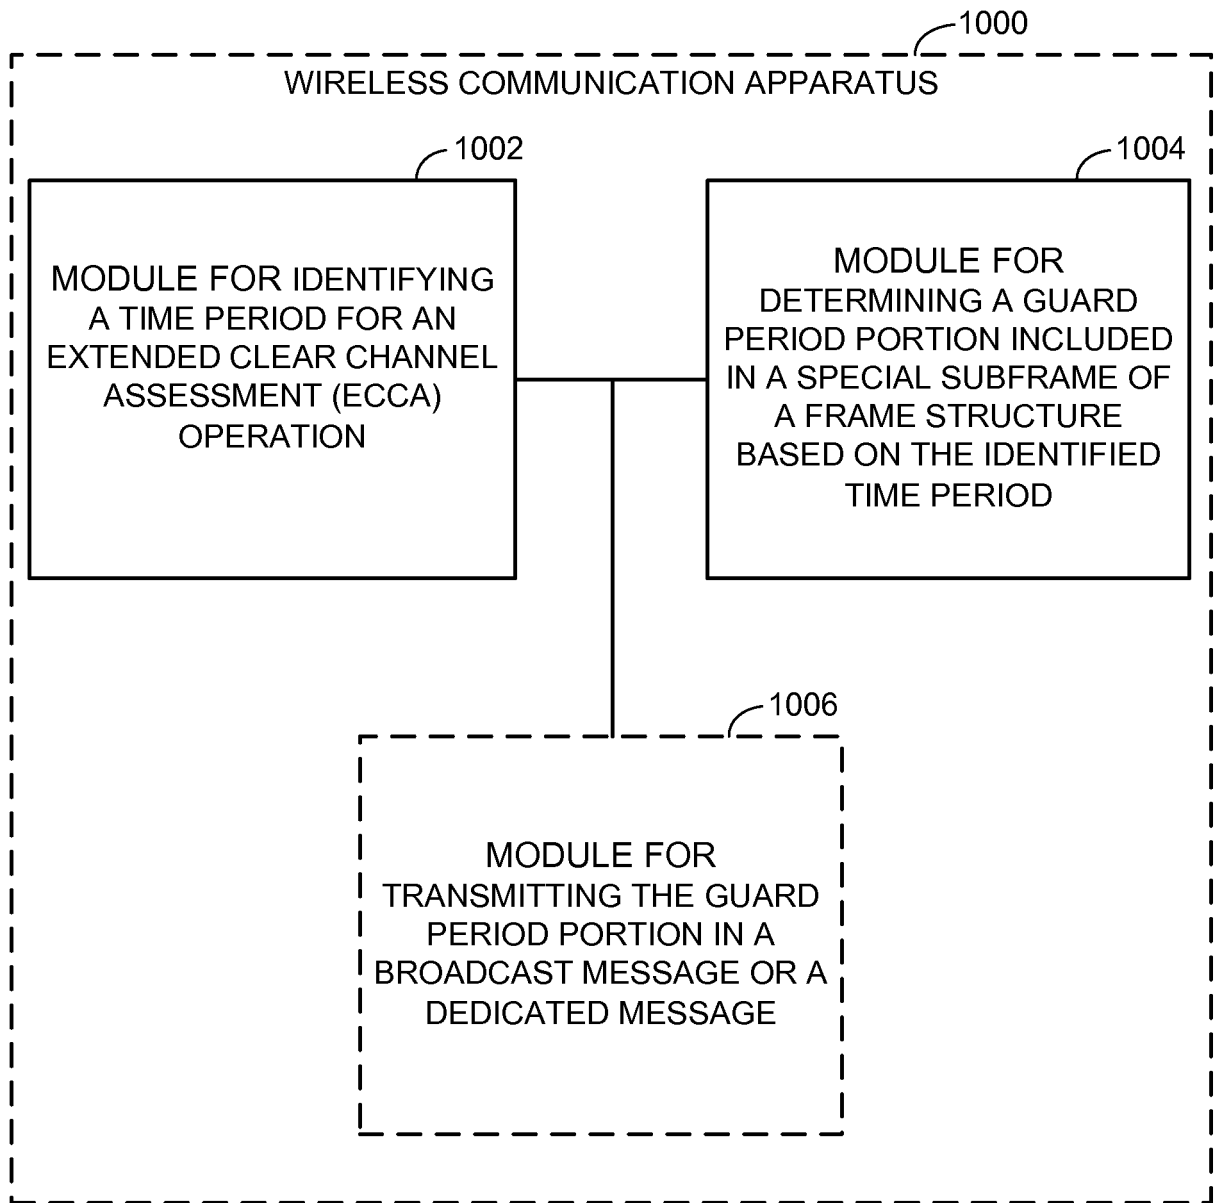 1000
WIRELESS COMMUNICATION APPARATUS
1002
MODULE FOR IDENTIFYING
A TIME PERIOD FOR AN
EXTENDED CLEAR CHANNEL
ASSESSMENT (ECCA)
OPERATION
1004
MODULE FOR
DETERMINING A GUARD
PERIOD PORTION INCLUDED
IN A SPECIAL SUBFRAME OF
A FRAME STRUCTURE
BASED ON THE IDENTIFIED
TIME PERIOD
1006
MODULE FOR
TRANSMITTING THE GUARD
PERIOD PORTION IN A
BROADCAST MESSAGE OR A
DEDICATED MESSAGE